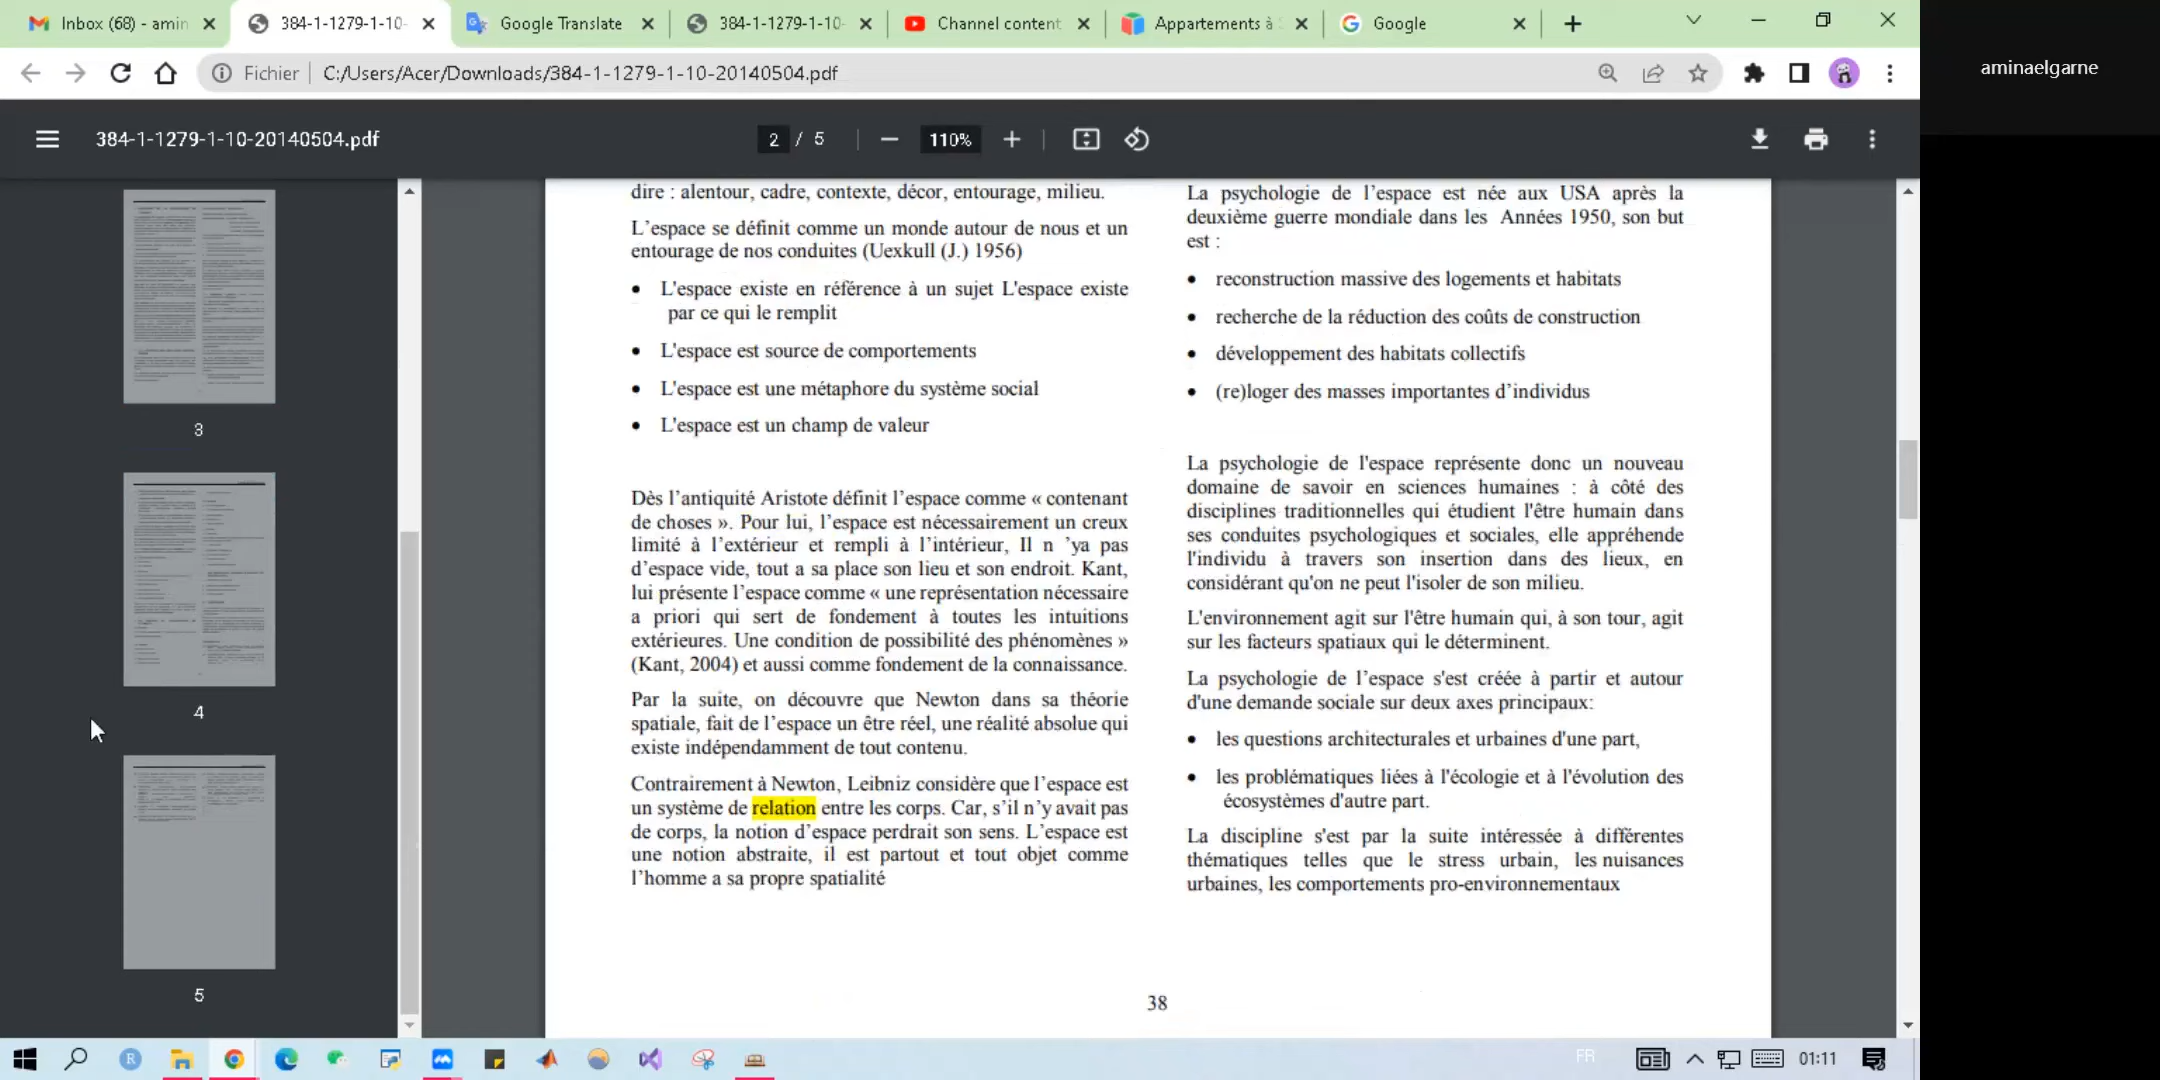 Inbox (68) - amin
384-1-1279-1-10-
Google Translate
384-1-1279-1-10-
Channel content
Appartements à
Google
Fichier
C:/Users/Acer/Downloads/384-1-1279-1-10-20140504.pdf
aminaelgarne
384-1-1279-1-10-20140504.pdf
2 / 5
110%
3
4
5
dire : alentour, cadre, contexte, décor, entourage, milieu.
L’espace se définit comme un monde autour de nous et un
entourage de nos conduites (Uexkull (J.) 1956)
• L'espace existe en référence à un sujet L'espace existe
par ce qui le remplit
• L'espace est source de comportements
• L'espace est une métaphore du système social
• L'espace est un champ de valeur
Dès l’antiquité Aristote définit l’espace comme « contenant
de choses ». Pour lui, l’espace est nécessairement un creux
limité à l’extérieur et rempli à l’intérieur, Il n ’ya pas
d’espace vide, tout a sa place son lieu et son endroit. Kant,
lui présente l’espace comme « une représentation nécessaire
a priori qui sert de fondement à toutes les intuitions
extérieures. Une condition de possibilité des phénomènes »
(Kant, 2004) et aussi comme fondement de la connaissance.
Par la suite, on découvre que Newton dans sa théorie
spatiale, fait de l’espace un être réel, une réalité absolue qui
existe indépendamment de tout contenu.
Contrairement à Newton, Leibniz considère que l’espace est
un système de relation entre les corps. Car, s’il n’y avait pas
de corps, la notion d’espace perdrait son sens. L’espace est
une notion abstraite, il est partout et tout objet comme
l’homme a sa propre spatialité
La psychologie de l’espace est née aux USA après la
deuxième guerre mondiale dans les Années 1950, son but
est :
• reconstruction massive des logements et habitats
• recherche de la réduction des coûts de construction
• développement des habitats collectifs
• (re)loger des masses importantes d’individus
La psychologie de l'espace représente donc un nouveau
domaine de savoir en sciences humaines : à côté des
disciplines traditionnelles qui étudient l'être humain dans
ses conduites psychologiques et sociales, elle appréhende
l'individu à travers son insertion dans des lieux, en
considérant qu'on ne peut l'isoler de son milieu.
L'environnement agit sur l'être humain qui, à son tour, agit
sur les facteurs spatiaux qui le déterminent.
La psychologie de l’espace s'est créée à partir et autour
d'une demande sociale sur deux axes principaux:
• les questions architecturales et urbaines d'une part,
• les problématiques liées à l'écologie et à l'évolution des
écosystèmes d'autre part.
La discipline s'est par la suite intéressée à différentes
thématiques telles que le stress urbain, les nuisances
urbaines, les comportements pro-environnementaux
38
FR
01:11